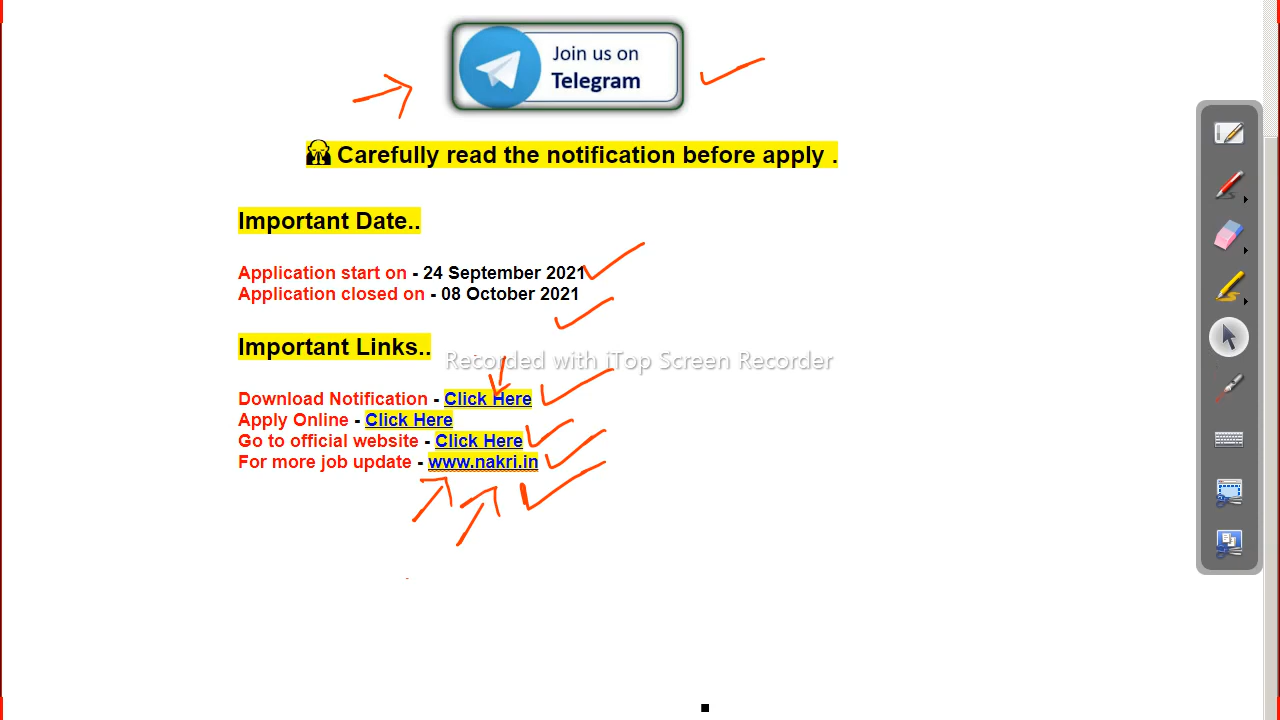 Join us on
Telegram
Carefully read the notification before apply .
Important Date..
Application start on - 24 September 2021
Application closed on - 08 October 2021
Important Links..
Recorded with iTop Screen Recorder
Download Notification - Click Here
Apply Online - Click Here
Go to official website - Click Here
For more job update - www.nakri.in